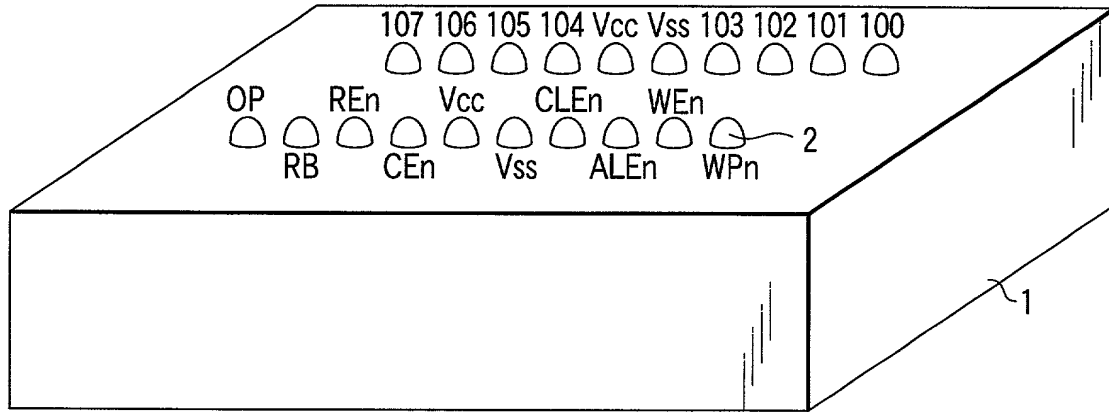 107 106 105 104 Vcc Vss 103 102 101 100
OP REn Vcc CLEn WEn
2
RB CEn Vss ALEn WPn
1